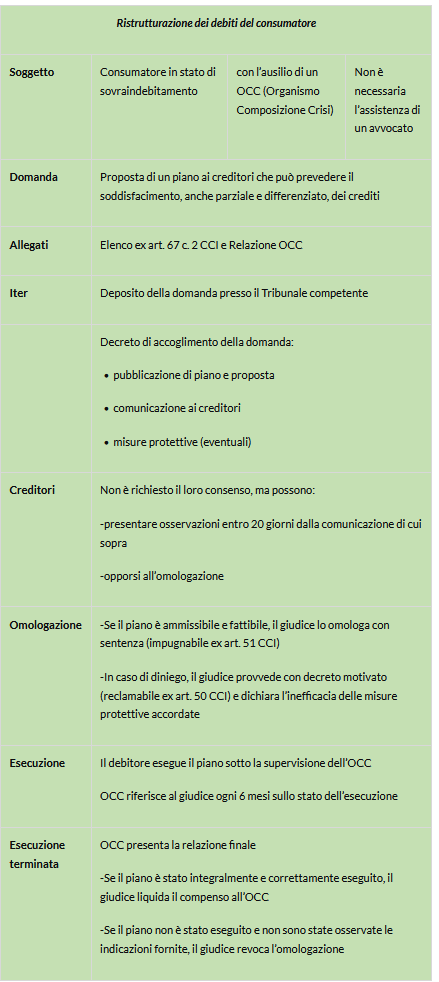 Ristrutturazione dei debiti del consumatore
Soggetto
Consumatore in stato di
sovraindebitamento
con l'ausilio di un
OCC (Organismo
Composizione Crisi)
Non è
necessaria
l'assistenza di
un avvocato
Domanda
Proposta di un piano ai creditori che può prevedere il
soddisfacimento, anche parziale e differenziato, dei crediti
Allegati
Elenco ex art. 67 c. 2 CCI e Relazione OCC
Iter
Deposito della domanda presso il Tribunale competente
Decreto di accoglimento della domanda:
• pubblicazione di piano e proposta
• comunicazione ai creditori
• misure protettive (eventuali)
Creditori
Non è richiesto il loro consenso, ma possono:
-presentare osservazioni entro 20 giorni dalla comunicazione di cui
sopra
-opporsi all'omologazione
Omologazione
-Se il piano è ammissibile e fattibile, il giudice lo omologa con
sentenza (impugnabile ex art. 51 CCI)
-In caso di diniego, il giudice provvede con decreto motivato
(reclamabile ex art. 50 CCI) e dichiara l'inefficacia delle misure
protettive accordate
Esecuzione
Il debitore esegue il piano sotto la supervisione dell'OCC
OCC riferisce al giudice ogni 6 mesi sullo stato dell'esecuzione
Esecuzione
terminata
OCC presenta la relazione finale
-Se il piano è stato integralmente e correttamente eseguito, il
giudice liquida il compenso all'OCC
-Se il piano non è stato eseguito e non sono state osservate le
indicazioni fornite, il giudice revoca l'omologazione